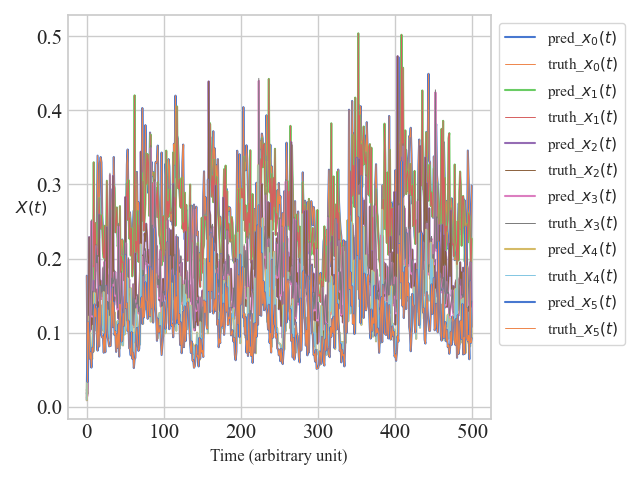 0.5
0.4
0.3
0.2
0.1
0.0
X(t)
0 100 200 300 400 500
Time (arbitrary unit)
pred_x₀(t)
truth_x₀(t)
pred_x₁(t)
truth_x₁(t)
pred_x₂(t)
truth_x₂(t)
pred_x₃(t)
truth_x₃(t)
pred_x₄(t)
truth_x₄(t)
pred_x₅(t)
truth_x₅(t)